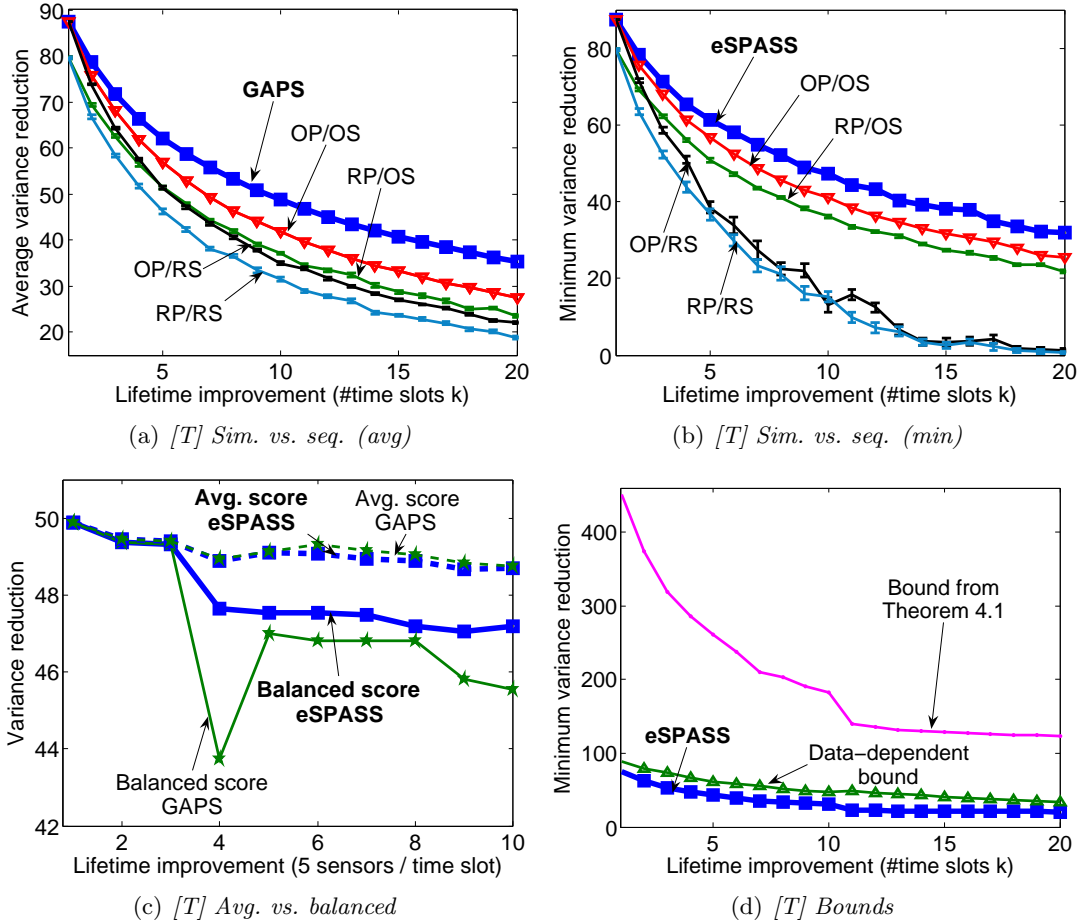 90
80
70
60
50
40
30
20
5
10
15
20
Average variance reduction
Lifetime improvement (#time slots k)
GAPS
OP/OS
RP/OS
OP/RS
RP/RS
(a) [T] Sim. vs. seq. (avg)
80
60
40
20
0
5
10
15
20
Minimum variance reduction
Lifetime improvement (#time slots k)
eSPASS
OP/OS
RP/OS
OP/RS
RP/RS
(b) [T] Sim. vs. seq. (min)
50
48
46
44
42
2
4
6
8
10
Variance reduction
Lifetime improvement (5 sensors / time slot)
Avg. score
eSPASS
Avg. score
GAPS
Balanced score
eSPASS
Balanced score
GAPS
(c) [T] Avg. vs. balanced
400
300
200
100
0
5
10
15
20
Minimum variance reduction
Lifetime improvement (#time slots k)
Bound from
Theorem 4.1
eSPASS
Data−dependent
bound
(d) [T] Bounds